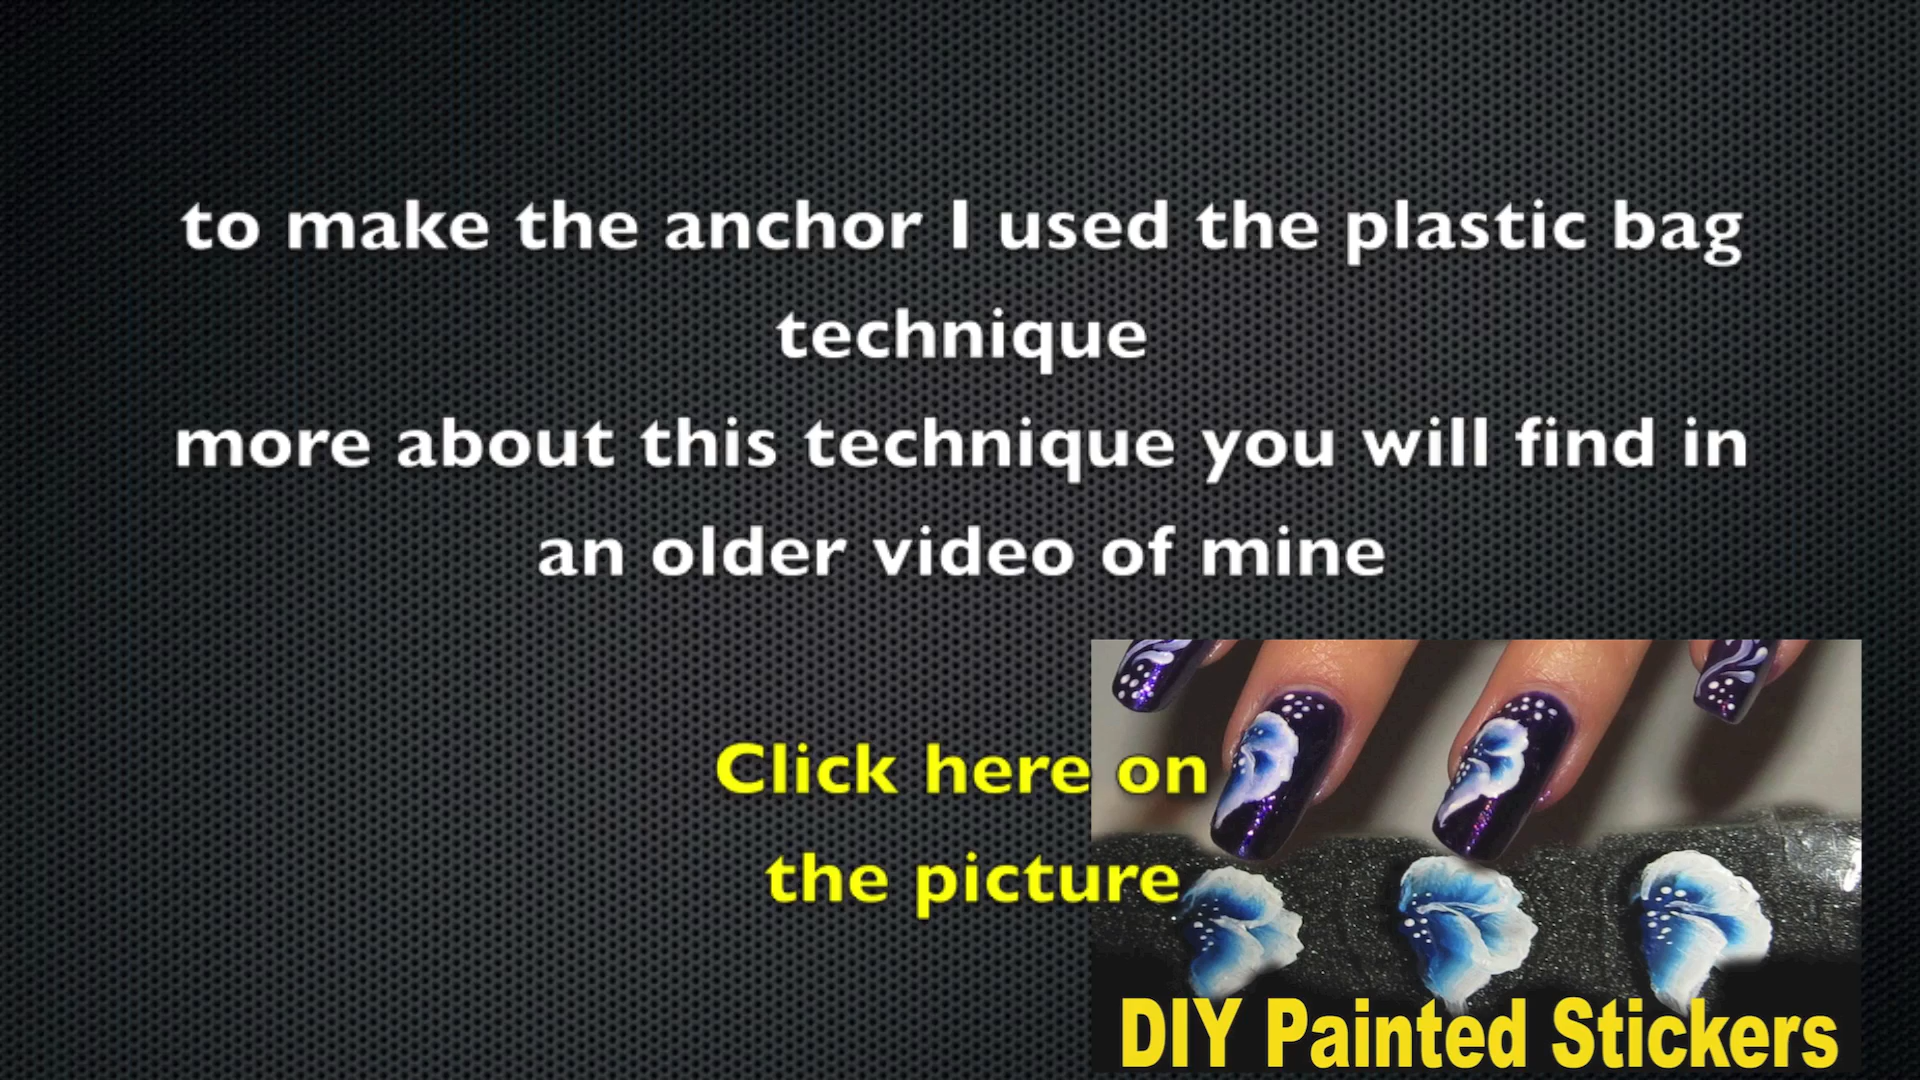 to make the anchor I used the plastic bag
technique
more about this technique you will find in
an older video of mine
Click here on
the picture
DIY Painted Stickers